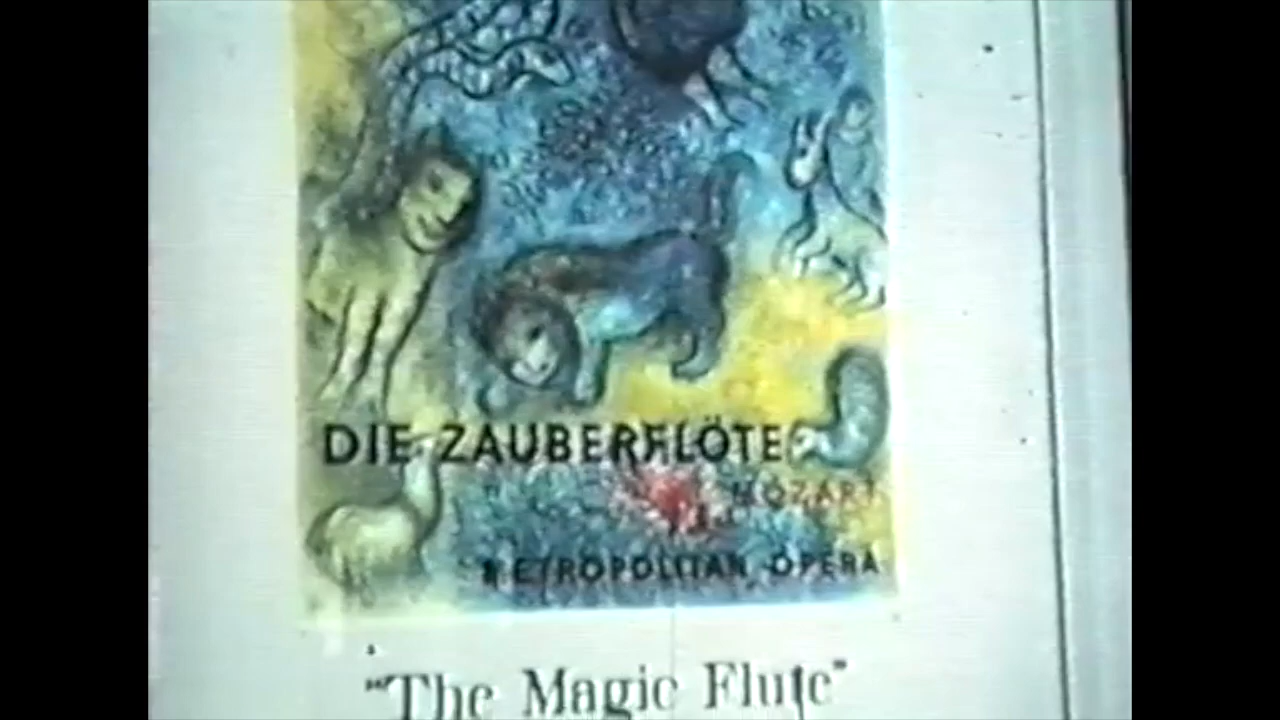 DIE ZAUBERFLÖTE
MOZART
METROPOLITAN OPERA
"The Magic Flute"